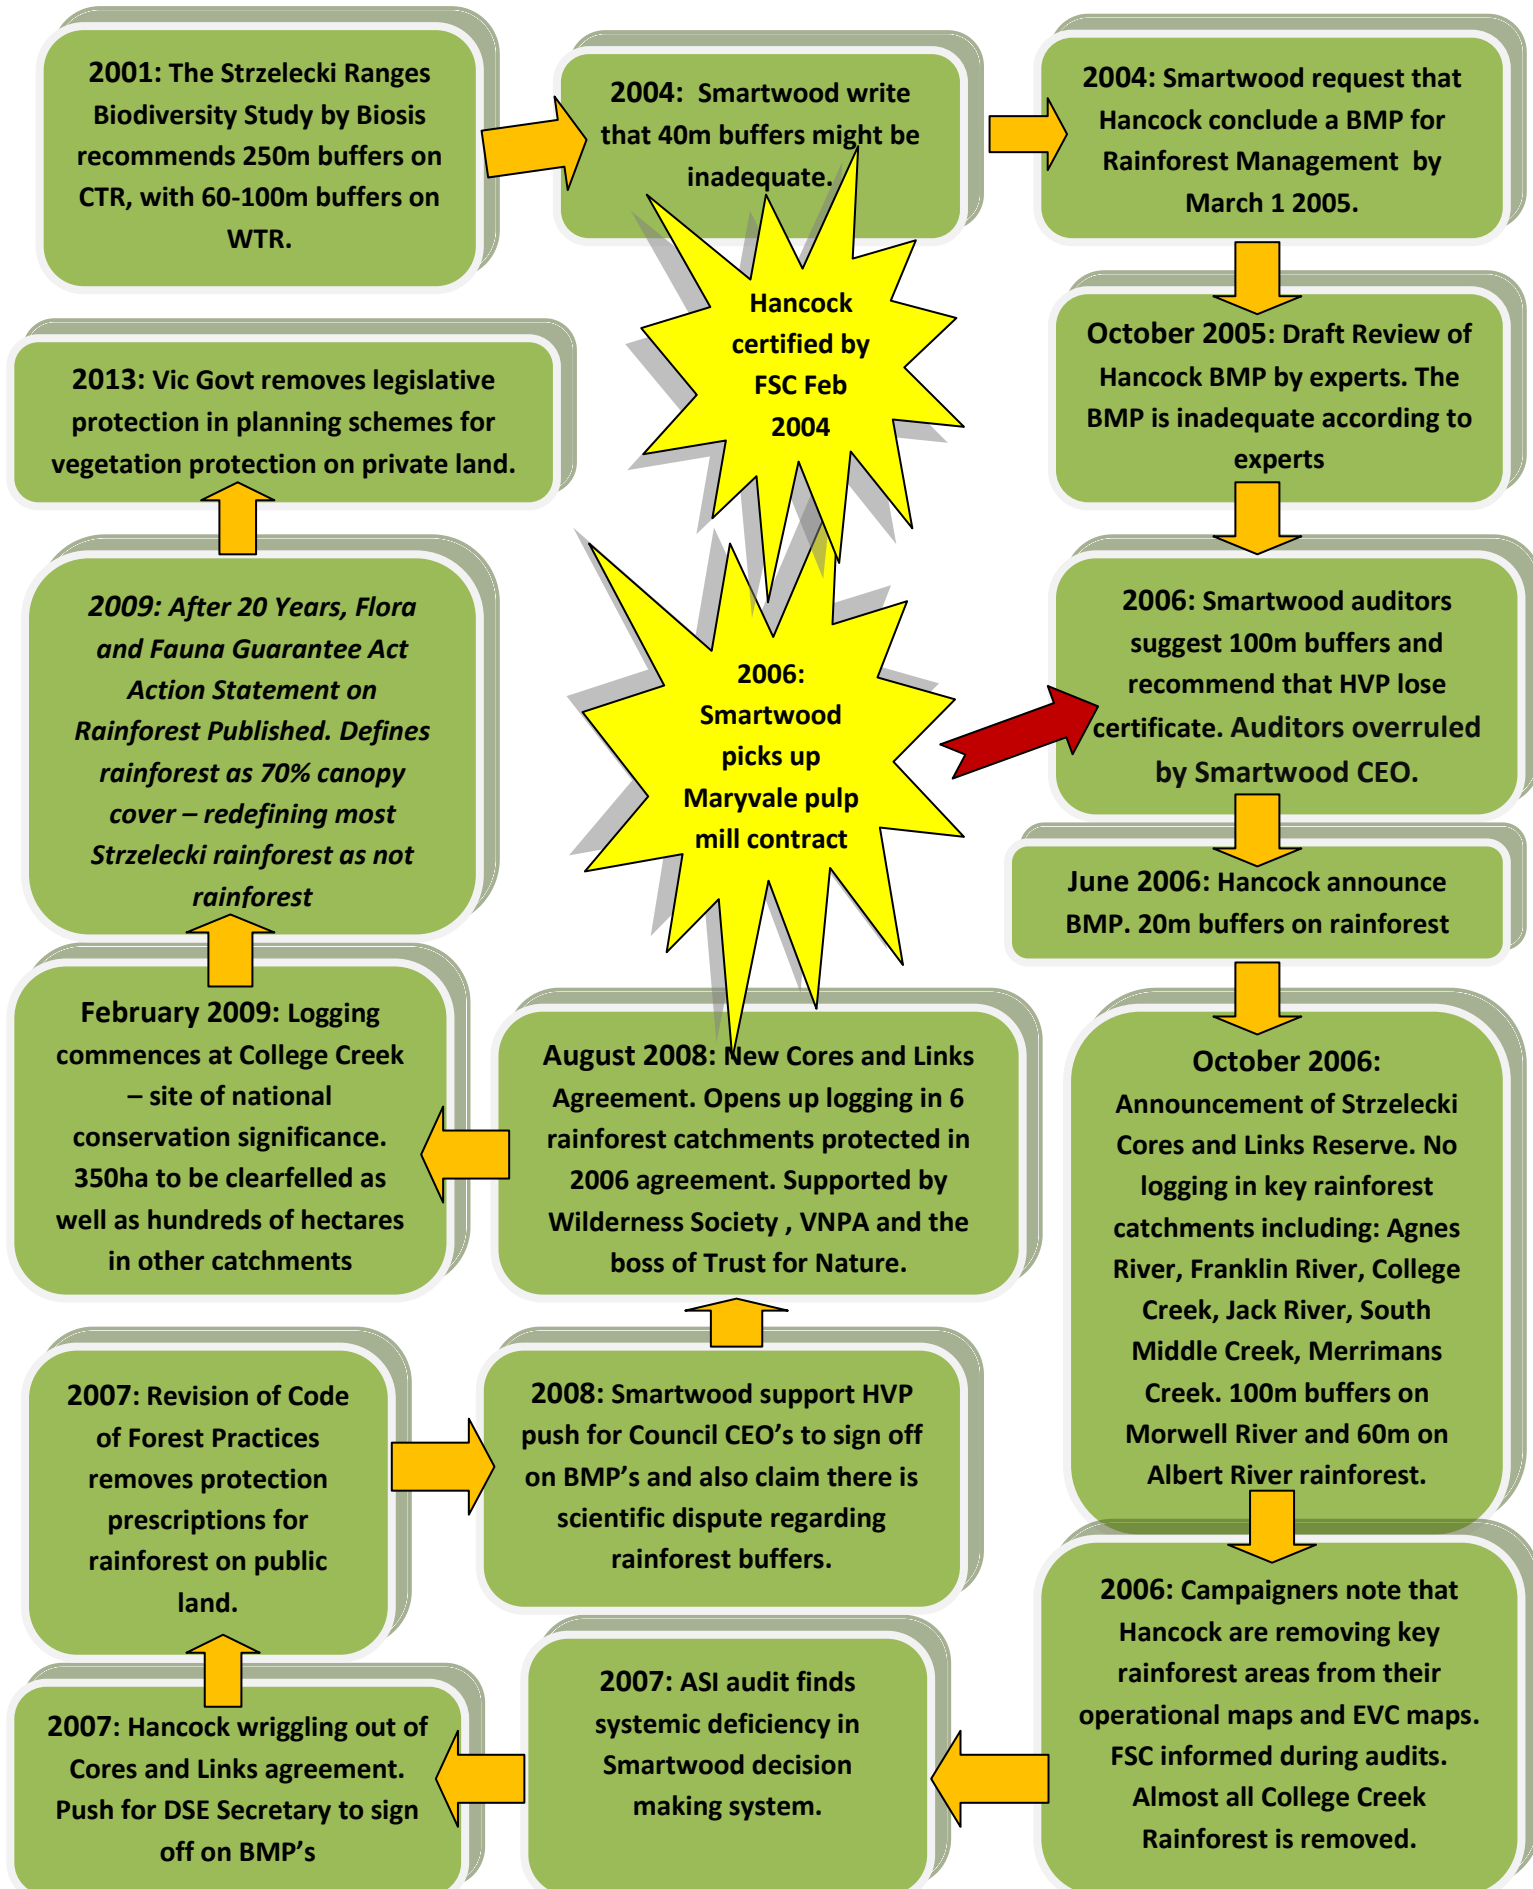 2001: The Strzelecki Ranges
Biodiversity Study by Biosis
recommends 250m buffers on
CTR, with 60-100m buffers on
WTR.
2004:  Smartwood write
that 40m buffers might be
inadequate.
2004: Smartwood request that
Hancock conclude a BMP for
Rainforest Management  by
March 1 2005.
Hancock
certified by
FSC Feb
2004
October 2005: Draft Review of
Hancock BMP by experts. The
BMP is inadequate according to
experts
2006: Smartwood auditors
suggest 100m buffers and
recommend that HVP lose
certificate. Auditors overruled
by Smartwood CEO.
2006:
Smartwood
picks up
Maryvale pulp
mill contract
June 2006: Hancock announce
BMP. 20m buffers on rainforest
October 2006:
Announcement of Strzelecki
Cores and Links Reserve. No
logging in key rainforest
catchments including: Agnes
River, Franklin River, College
Creek, Jack River, South
Middle Creek, Merrimans
Creek. 100m buffers on
Morwell River and 60m on
Albert River rainforest.
2006: Campaigners note that
Hancock are removing key
rainforest areas from their
operational maps and EVC maps.
FSC informed during audits.
Almost all College Creek
Rainforest is removed.
2007: ASI audit finds
systemic deficiency in
Smartwood decision
making system.
2007: Hancock wriggling out of
Cores and Links agreement.
Push for DSE Secretary to sign
off on BMP's
2007: Revision of Code
of Forest Practices
removes protection
prescriptions for
rainforest on public
land.
2008: Smartwood support HVP
push for Council CEO's to sign off
on BMP's and also claim there is
scientific dispute regarding
rainforest buffers.
August 2008: New Cores and Links
Agreement. Opens up logging in 6
rainforest catchments protected in
2006 agreement. Supported by
Wilderness Society , VNPA and the
boss of Trust for Nature.
February 2009: Logging
commences at College Creek
– site of national
conservation significance.
350ha to be clearfelled as
well as hundreds of hectares
in other catchments
2009: After 20 Years, Flora
and Fauna Guarantee Act
Action Statement on
Rainforest Published. Defines
rainforest as 70% canopy
cover – redefining most
Strzelecki rainforest as not
rainforest
2013: Vic Govt removes legislative
protection in planning schemes for
vegetation protection on private land.